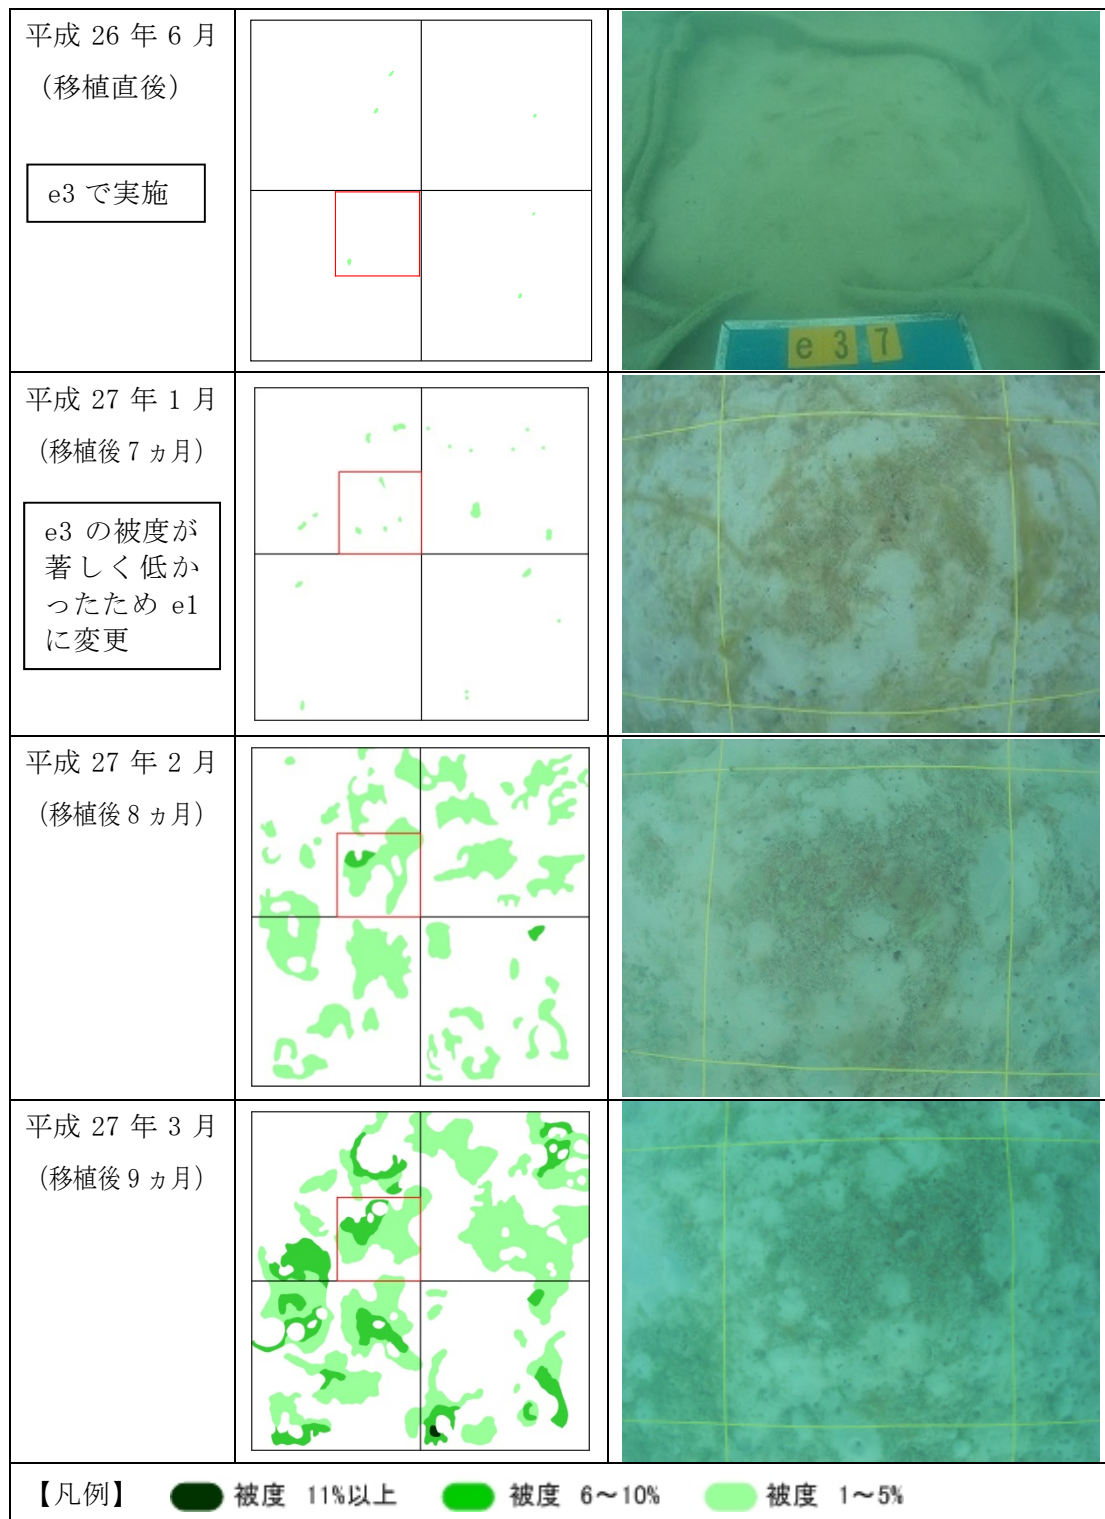 平成 26 年 6 月
（移植直後）
e3 で実施
e 3 7
平成 27 年 1 月
（移植後 7 ヵ月）
e3 の被度が
著しく低か
ったため e1
に変更
平成 27 年 2 月
（移植後 8 ヵ月）
平成 27 年 3 月
（移植後 9 ヵ月）
【凡例】 被度 11%以上 被度 6～10% 被度 1～5%